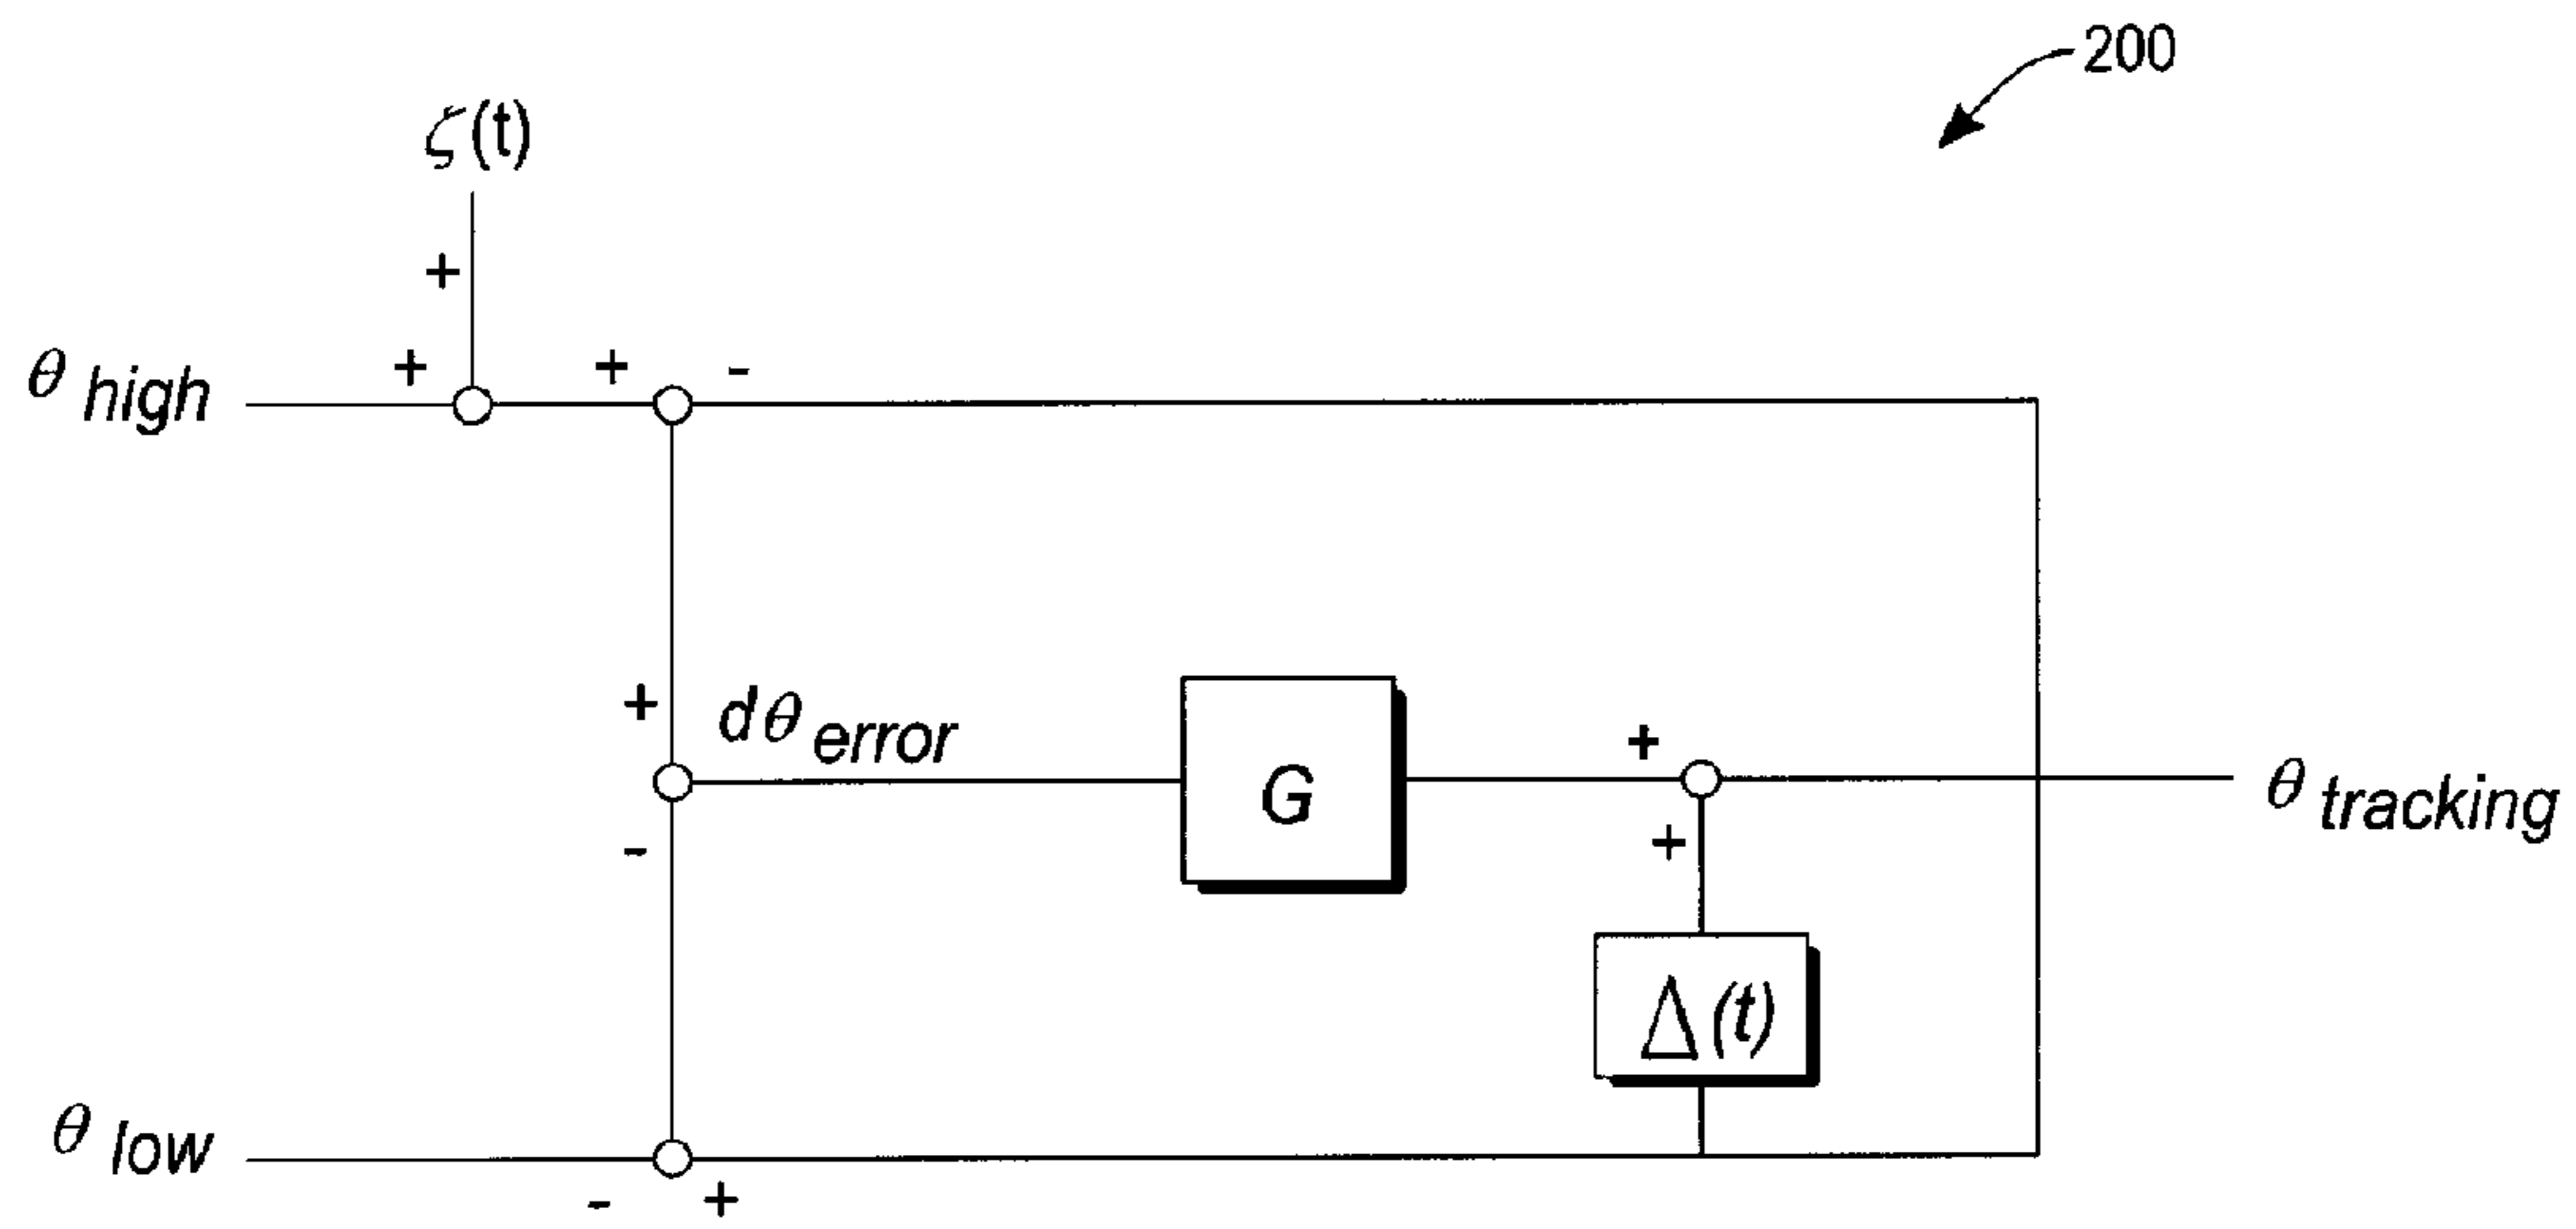 200
ζ(t)
+
+ + -
θ high
+
dθ error
-
G
+
+
θ tracking
Δ(t)
θ low
- +